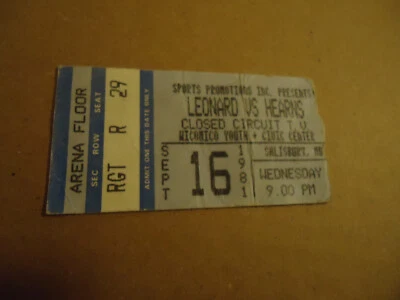 ARENA FLOOR
SEC ROW SEAT
RGT R 29
ADMIT ONE THIS DATE ONLY
SPORTS PROMOTIONS INC. PRESENTS
LEONARD VS HEARNS
CLOSED CIRCUIT T V
WICOMICO YOUTH + CIVIC CENTER
SALISBURY, MD
SEPT 16 1981
WEDNESDAY
9.00 PM